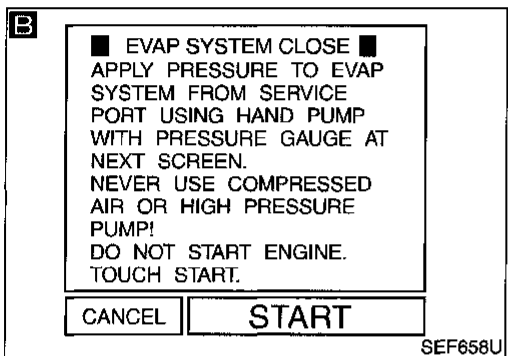 B
■ EVAP SYSTEM CLOSE ■
APPLY PRESSURE TO EVAP
SYSTEM FROM SERVICE
PORT USING HAND PUMP
WITH PRESSURE GAUGE AT
NEXT SCREEN.
NEVER USE COMPRESSED
AIR OR HIGH PRESSURE
PUMP!
DO NOT START ENGINE.
TOUCH START.
CANCEL START
SEF658U